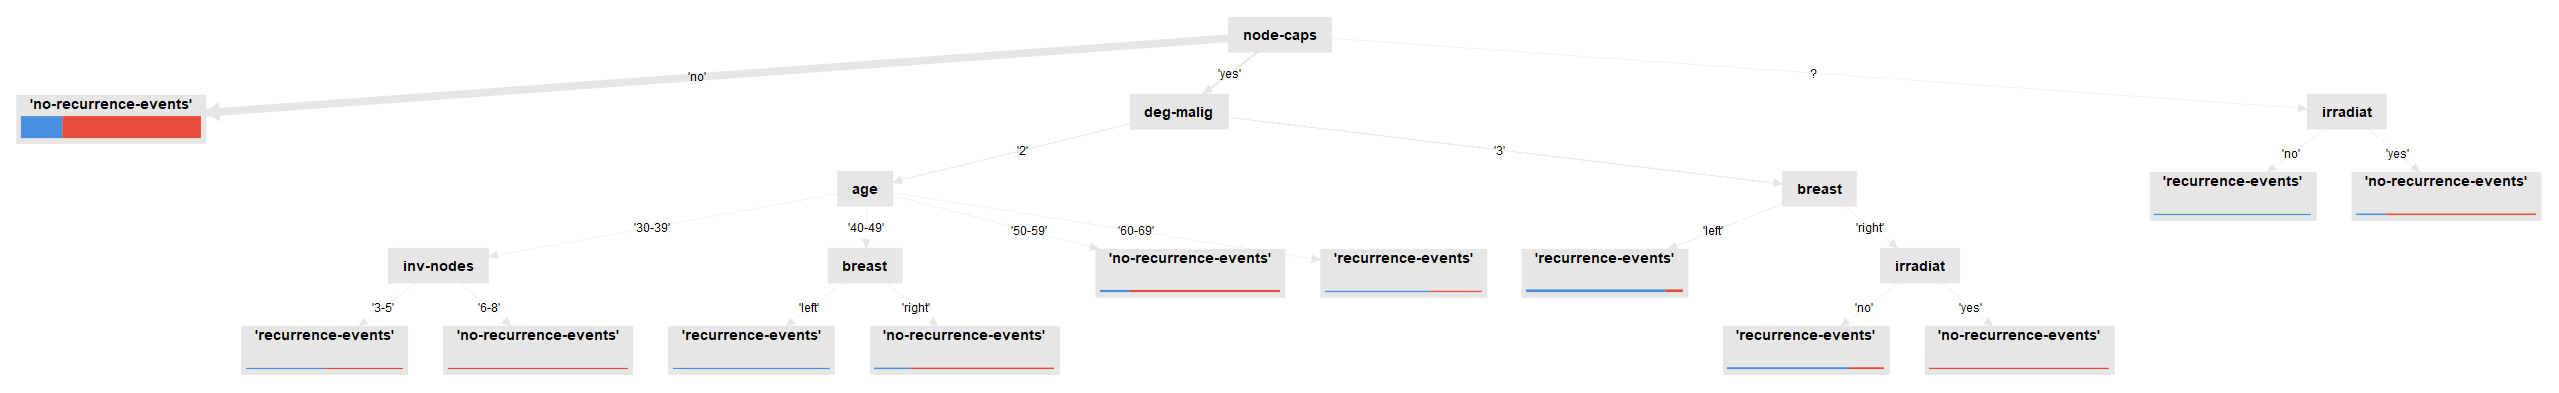 node-caps
'no'
'yes'
?
'no-recurrence-events'
deg-malig
irradiat
'2'
'3'
'no'
'yes'
age
breast
'recurrence-events'
'no-recurrence-events'
'30-39'
'40-49'
'50-59'
'60-69'
'left'
'right'
inv-nodes
breast
'no-recurrence-events'
'recurrence-events'
'recurrence-events'
irradiat
'3-5'
'6-8'
'left'
'right'
'no'
'yes'
'recurrence-events'
'no-recurrence-events'
'recurrence-events'
'no-recurrence-events'
'recurrence-events'
'no-recurrence-events'